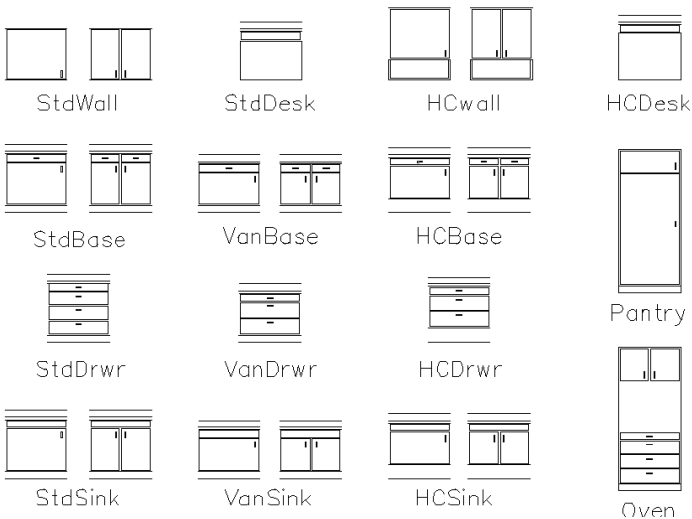 StdWall
StdDesk
HCwall
HCDesk
StdBase
VanBase
HCBase
Pantry
StdDrwr
VanDrwr
HCDrwr
StdSink
VanSink
HCSink
Oven